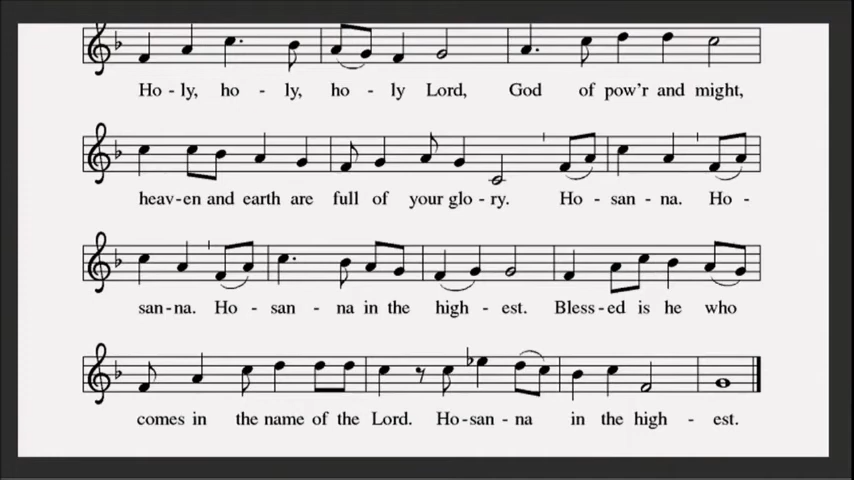 Ho - ly, ho - ly, ho - ly Lord, God of pow'r and might,
heav-en and earth are full of your glo - ry. Ho - san - na. Ho -
san-na. Ho - san - na in the high - est. Bless-ed is he who
comes in the name of the Lord. Ho-san - na in the high - est.